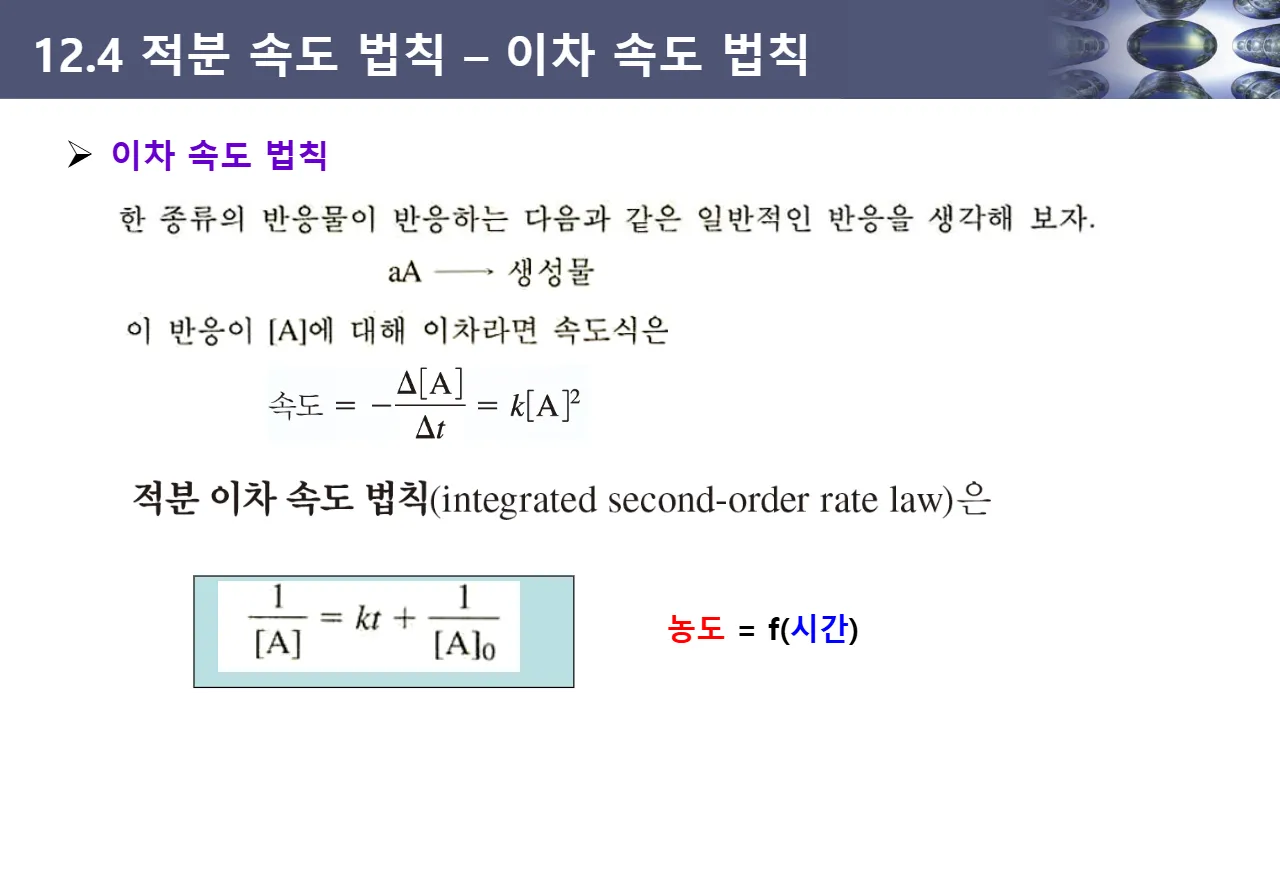 12.4 적분 속도 법칙 – 이차 속도 법칙
➢ 이차 속도 법칙
한 종류의 반응물이 반응하는 다음과 같은 일반적인 반응을 생각해 보자.
aA ⟶ 생성물
이 반응이 [A]에 대해 이차라면 속도식은
속도 = −Δ[A]/Δt = k[A]²
적분 이차 속도 법칙(integrated second-order rate law)은
1/[A] = kt + 1/[A]₀
농도 = f(시간)